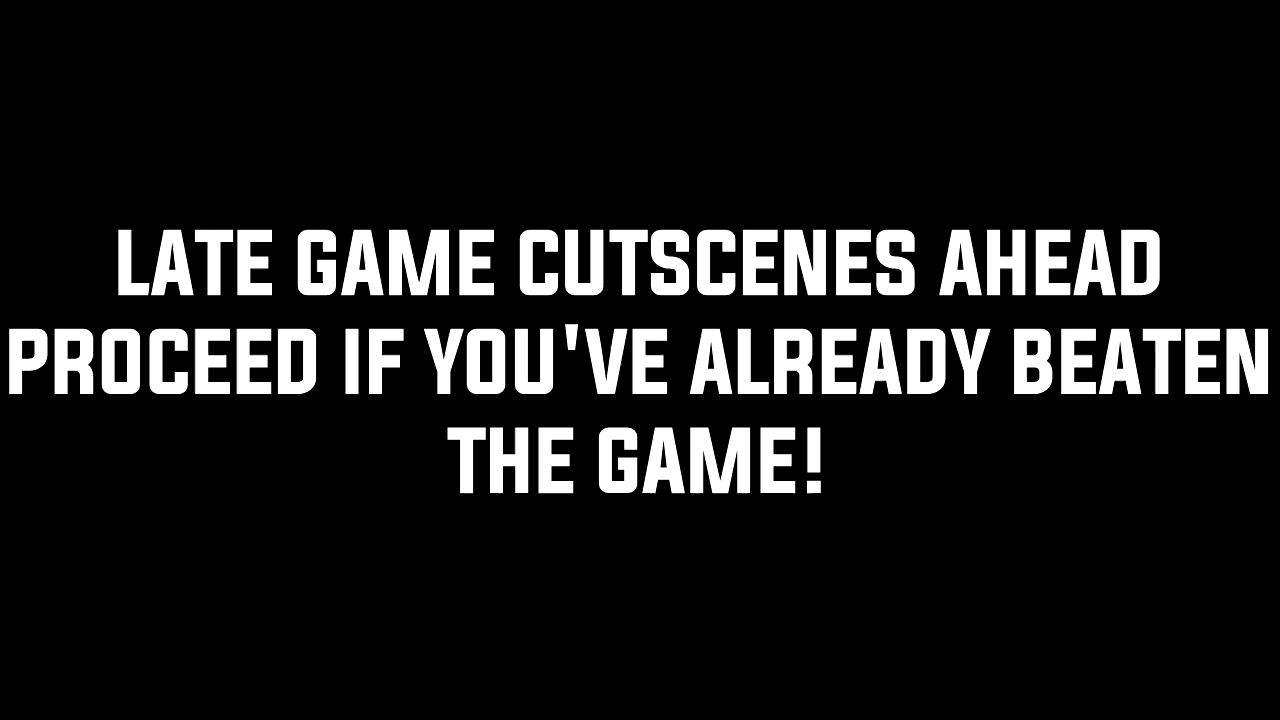 LATE GAME CUTSCENES AHEAD
PROCEED IF YOU'VE ALREADY BEATEN
THE GAME!